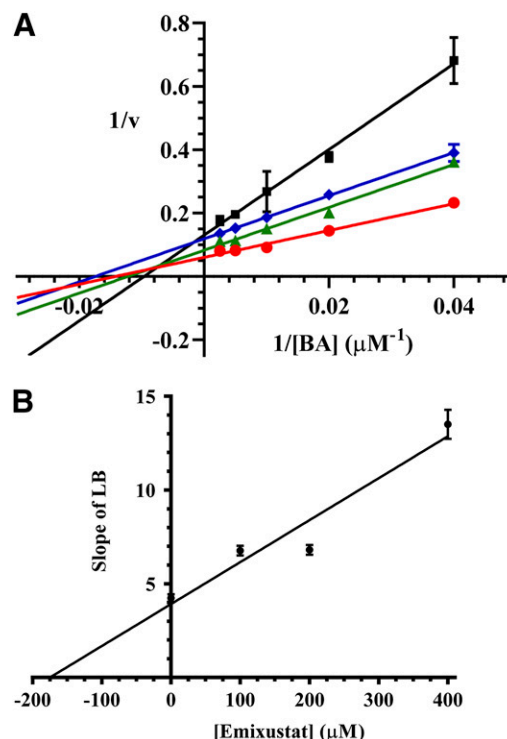 A
0.8
0.6
1/v
0.4
0.2
-0.02
0.02
0.04
-0.2
1/[BA] (μM⁻¹)
B
15
10
5
Slope of LB
-200 -100 0 100 200 300 400
[Emixustat] (μM)